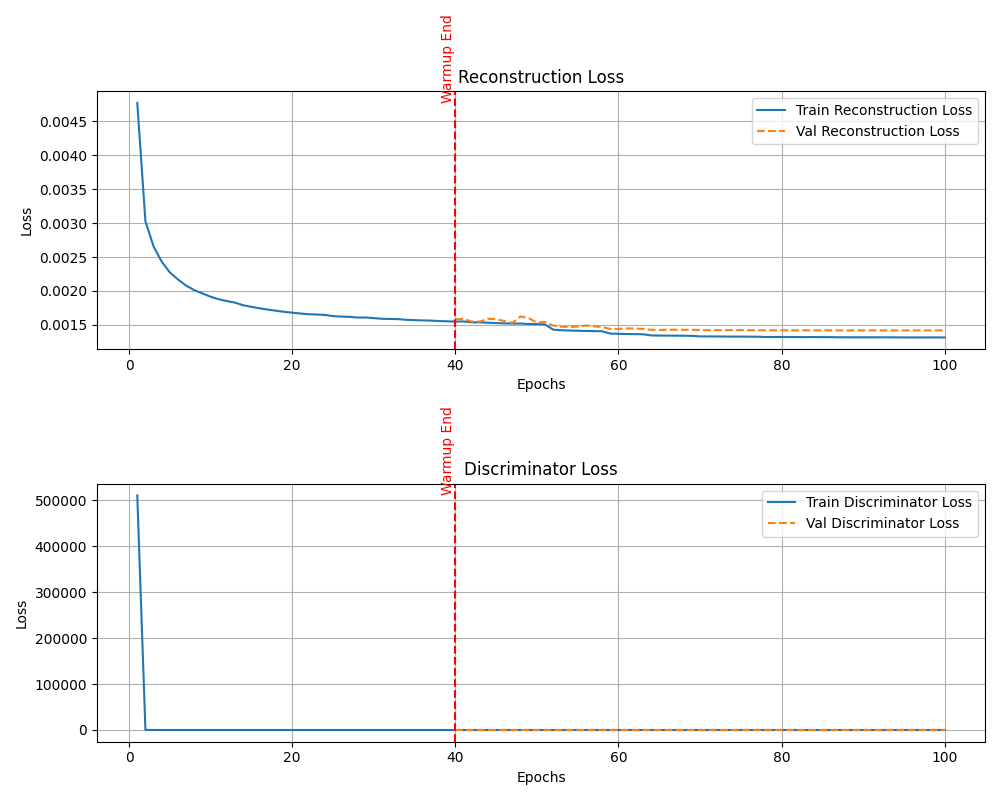 Warmup End
Reconstruction Loss
Train Reconstruction Loss
Val Reconstruction Loss
Loss
0.0045
0.0040
0.0035
0.0030
0.0025
0.0020
0.0015
0 20 40 60 80 100
Epochs
Warmup End
Discriminator Loss
Train Discriminator Loss
Val Discriminator Loss
Loss
500000
400000
300000
200000
100000
0
0 20 40 60 80 100
Epochs